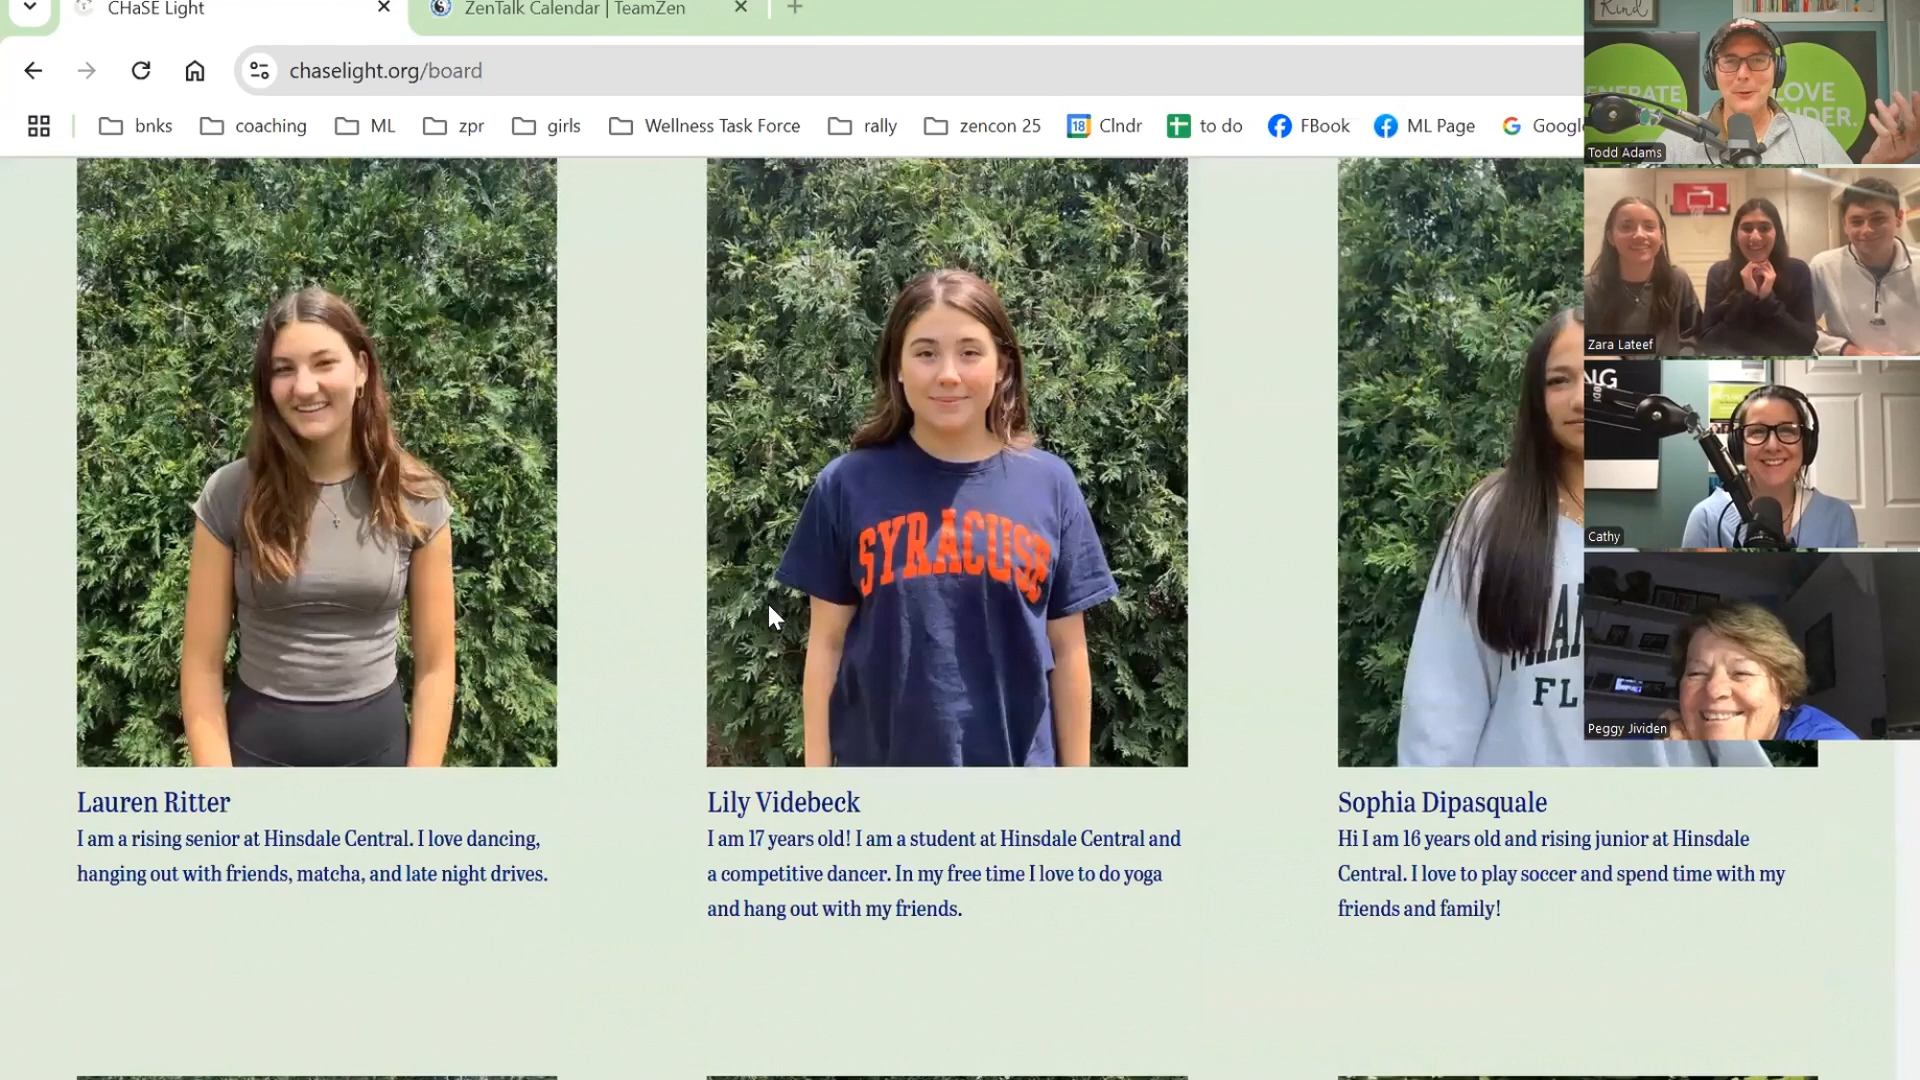 CHaSE Light
ZenTalk Calendar | TeamZen
chaselight.org/board
bnks
coaching
ML
zpr
girls
Wellness Task Force
rally
zencon 25
18
Clndr
to do
FBook
ML Page
Kind
LOVE
Todd Adams
Zara Lateef
Cathy
Peggy Jividen
SYRACUSE
FL
Lauren Ritter
I am a rising senior at Hinsdale Central. I love dancing,
hanging out with friends, matcha, and late night drives.
Lily Videbeck
I am 17 years old! I am a student at Hinsdale Central and
a competitive dancer. In my free time I love to do yoga
and hang out with my friends.
Sophia Dipasquale
Hi I am 16 years old and rising junior at Hinsdale
Central. I love to play soccer and spend time with my
friends and family!